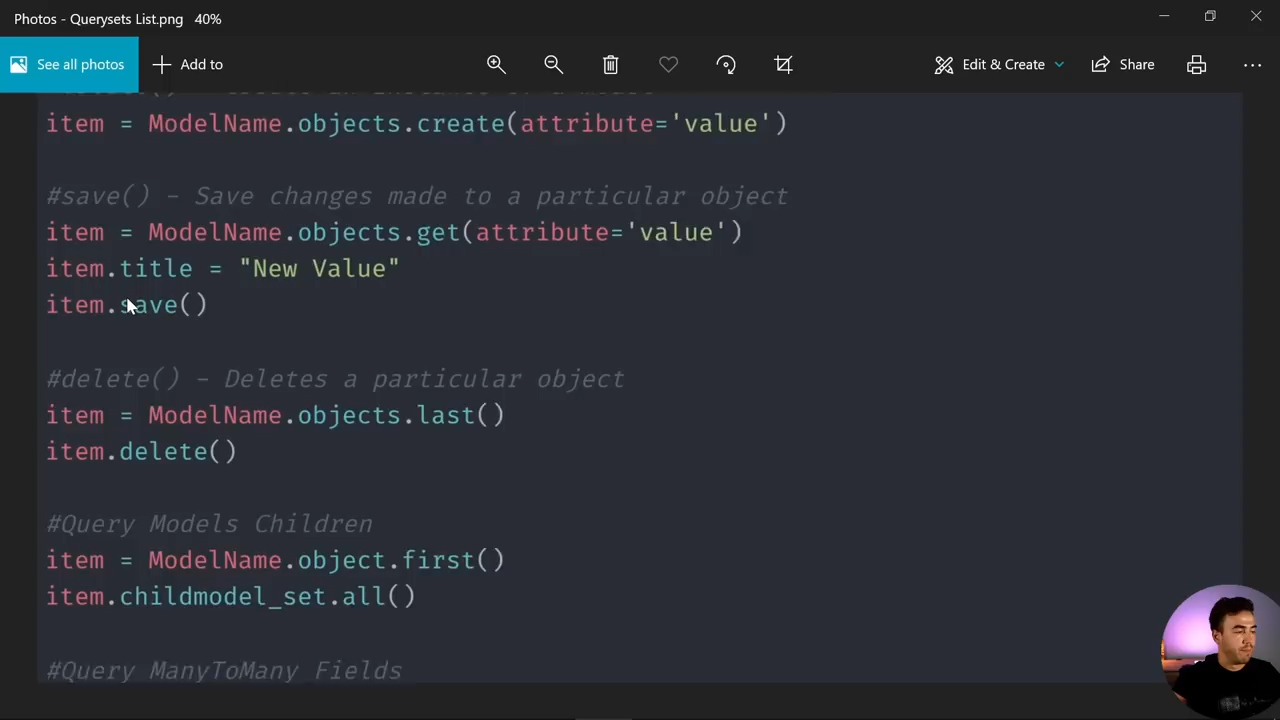 Photos - Querysets List.png 40%
See all photos
Add to
Edit & Create
Share
item = ModelName.objects.create(attribute='value')
#save() - Save changes made to a particular object
item = ModelName.objects.get(attribute='value')
item.title = "New Value"
item.save()
#delete() - Deletes a particular object
item = ModelName.objects.last()
item.delete()
#Query Models Children
item = ModelName.object.first()
item.childmodel_set.all()
#Query ManyToMany Fields